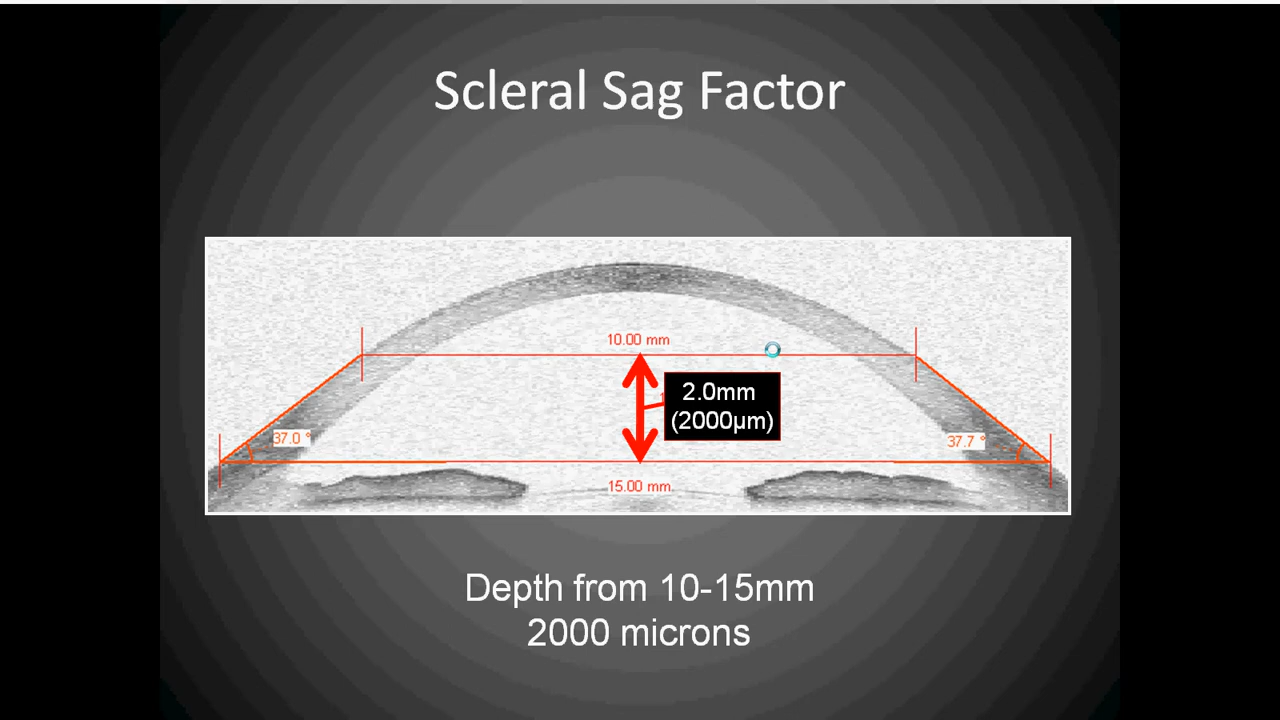 Scleral Sag Factor
10.00 mm
2.0mm
(2000µm)
37.0 °
37.7 °
15.00 mm
Depth from 10-15mm
2000 microns